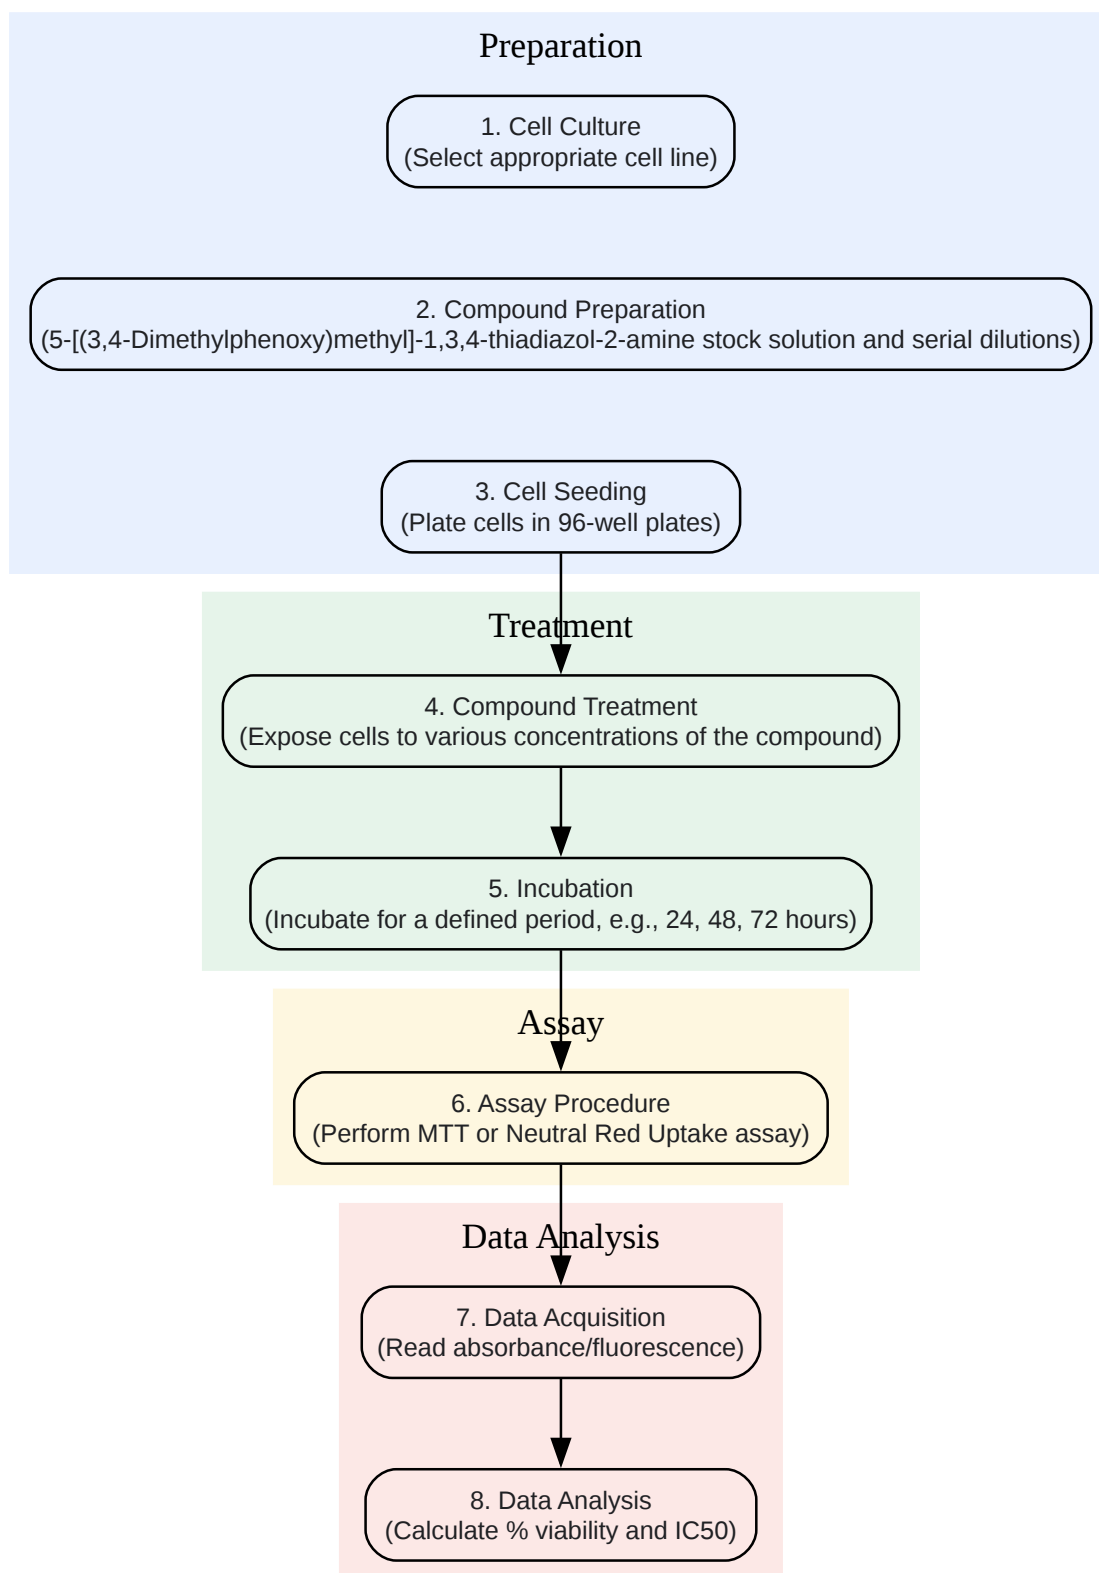 Preparation
1. Cell Culture
(Select appropriate cell line)
2. Compound Preparation
(5-[(3,4-Dimethylphenoxy)methyl]-1,3,4-thiadiazol-2-amine stock solution and serial dilutions)
3. Cell Seeding
(Plate cells in 96-well plates)
Treatment
4. Compound Treatment
(Expose cells to various concentrations of the compound)
5. Incubation
(Incubate for a defined period, e.g., 24, 48, 72 hours)
Assay
6. Assay Procedure
(Perform MTT or Neutral Red Uptake assay)
Data Analysis
7. Data Acquisition
(Read absorbance/fluorescence)
8. Data Analysis
(Calculate % viability and IC50)